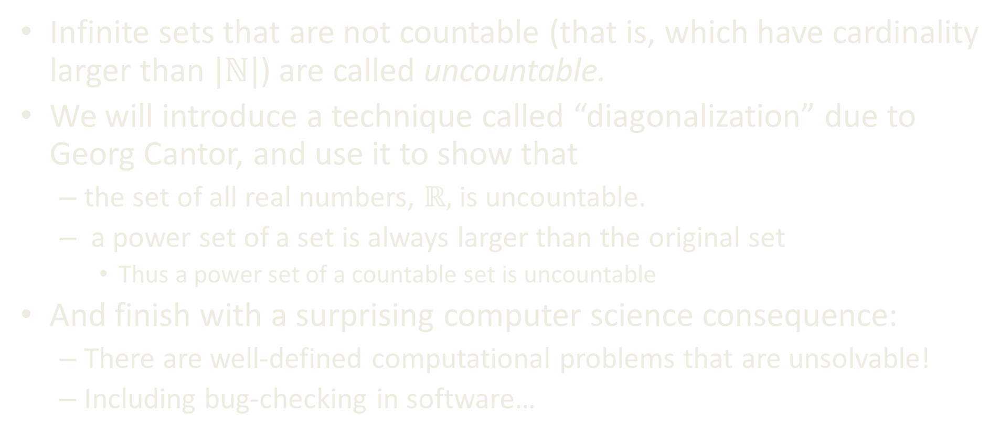 • Infinite sets that are not countable (that is, which have cardinality
larger than |ℕ|) are called uncountable.
• We will introduce a technique called “diagonalization” due to
Georg Cantor, and use it to show that
– the set of all real numbers, ℝ, is uncountable.
– a power set of a set is always larger than the original set
• Thus a power set of a countable set is uncountable
• And finish with a surprising computer science consequence:
– There are well-defined computational problems that are unsolvable!
– Including bug-checking in software…